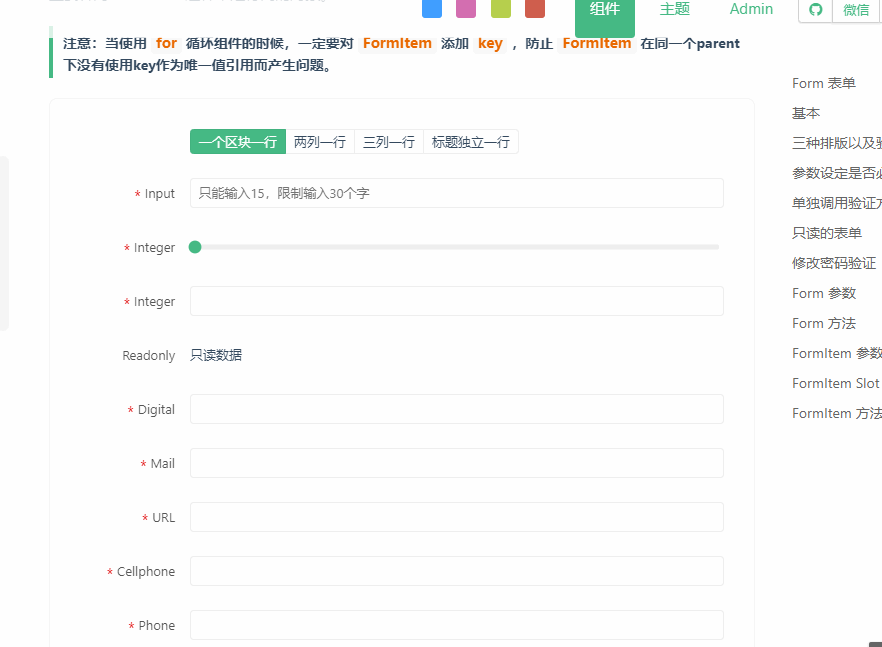 组件 主题 Admin 微信
注意：当使用 for 循环组件的时候，一定要对 FormItem 添加 key ，防止 FormItem 在同一个parent
下没有使用key作为唯一值引用而产生问题。
一个区块一行 两列一行 三列一行 标题独立一行
* Input 只能输入15，限制输入30个字
* Integer
* Integer
Readonly 只读数据
* Digital
* Mail
* URL
* Cellphone
* Phone
Form 表单
基本
三种排版以及
参数设定是否
单独调用验证
只读的表单
修改密码验证
Form 参数
Form 方法
FormItem 参数
FormItem Slot
FormItem 方法